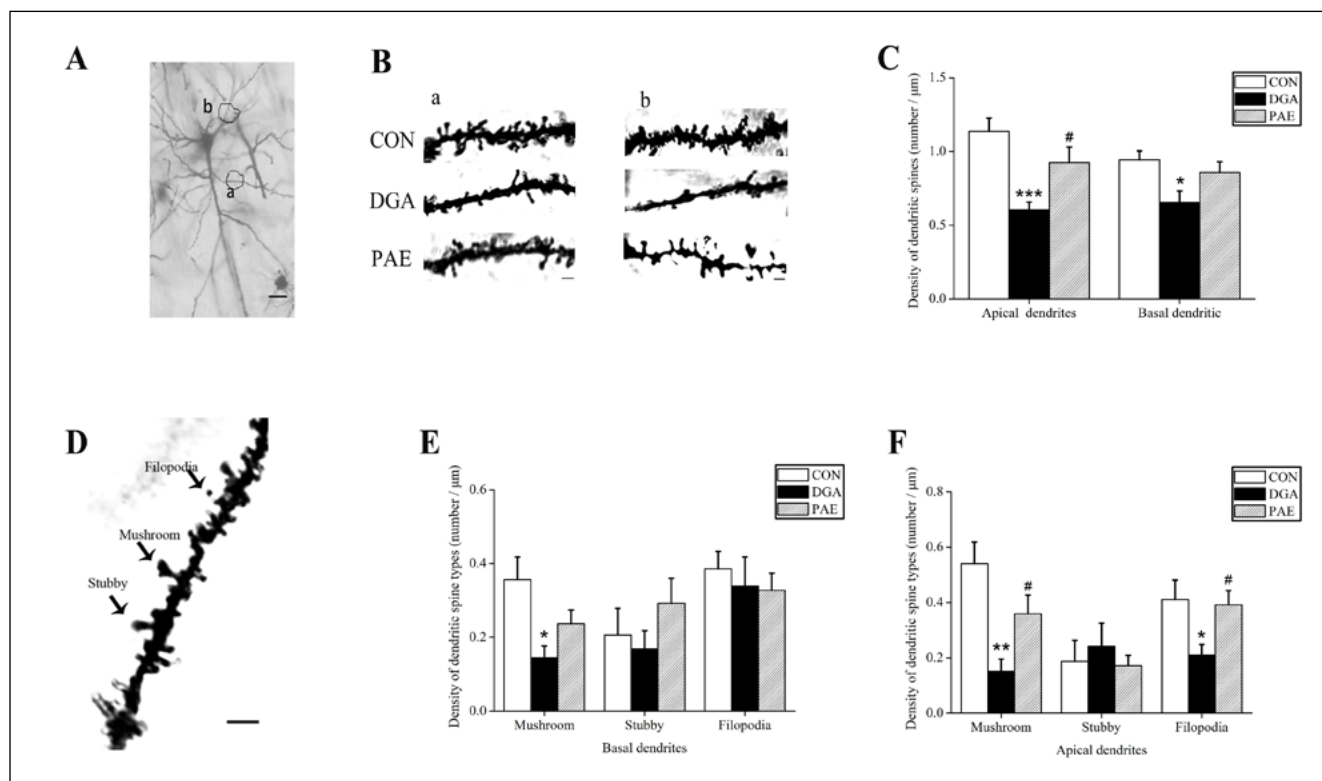 A
b
a
B
a
b
CON
DGA
PAE
C
CON
DGA
PAE
Density of dendritic spines (number / μm)
1.5
1.0
0.5
0.0
#
***
*
Apical dendrites
Basal dendritic
D
Filopodia
Mushroom
Stubby
E
CON
DGA
PAE
Density of dendritic spine types (number / μm)
0.6
0.4
0.2
0.0
*
Mushroom
Stubby
Filopodia
Basal dendrites
F
CON
DGA
PAE
Density of dendritic spine types (number / μm)
0.8
0.6
0.4
0.2
0.0
#
#
**
*
Mushroom
Stubby
Filopodia
Apical dendrites